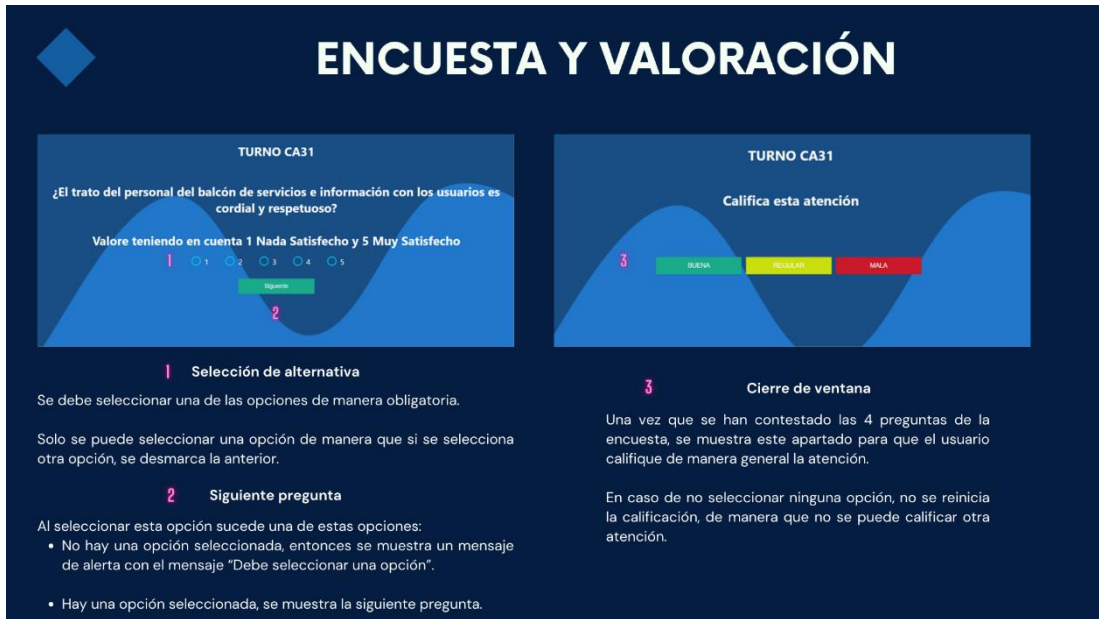 ENCUESTA Y VALORACIÓN
TURNO CA31
¿El trato del personal del balcón de servicios e información con los usuarios es
cordial y respetuoso?
Valore teniendo en cuenta 1 Nada Satisfecho y 5 Muy Satisfecho
1 1 2 3 4 5
Siguiente
2
1 Selección de alternativa
Se debe seleccionar una de las opciones de manera obligatoria.
Solo se puede seleccionar una opción de manera que si se selecciona
otra opción, se desmarca la anterior.
2 Siguiente pregunta
Al seleccionar esta opción sucede una de estas opciones:
• No hay una opción seleccionada, entonces se muestra un mensaje
de alerta con el mensaje “Debe seleccionar una opción”.
• Hay una opción seleccionada, se muestra la siguiente pregunta.
TURNO CA31
Califica esta atención
3 BUENA REGULAR MALA
3 Cierre de ventana
Una vez que se han contestado las 4 preguntas de la
encuesta, se muestra este apartado para que el usuario
califique de manera general la atención.
En caso de no seleccionar ninguna opción, no se reinicia
la calificación, de manera que no se puede calificar otra
atención.